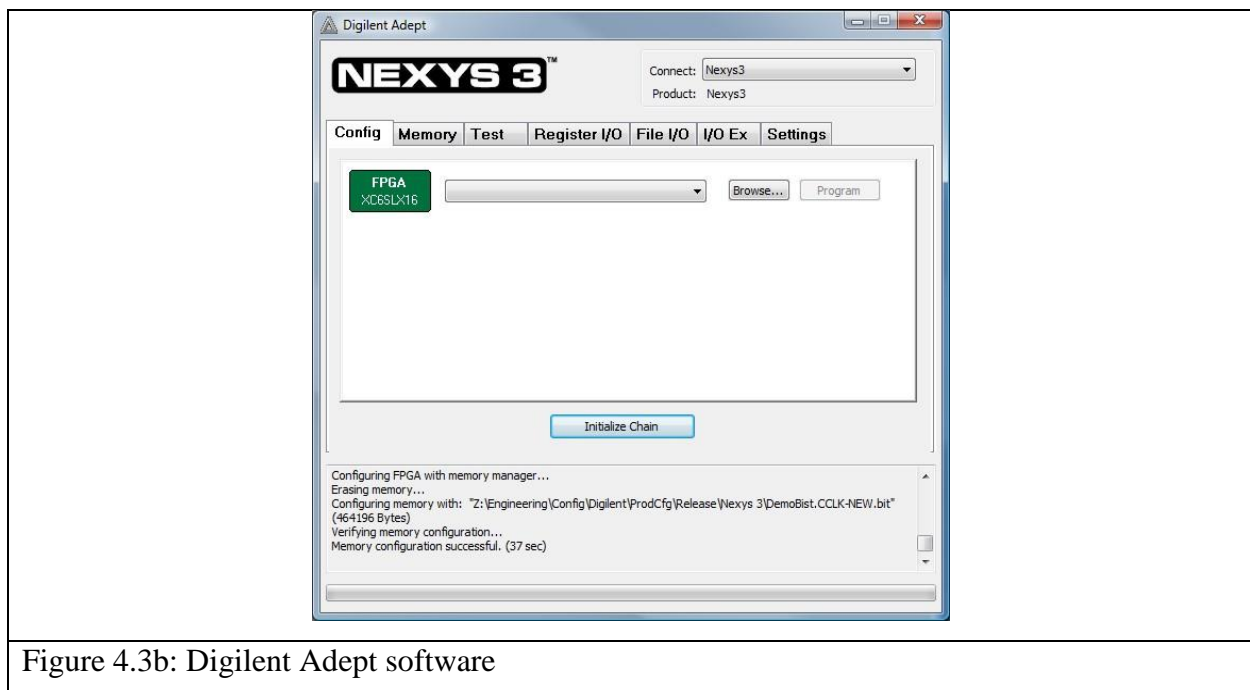 Digilent Adept
NEXYS 3™
Connect: Nexys3
Product: Nexys3
Config Memory Test Register I/O File I/O I/O Ex Settings
FPGA
XC6SLX16
Browse... Program
Initialize Chain
Configuring FPGA with memory manager...
Erasing memory...
Configuring memory with: "Z:\Engineering\Config\Digilent\ProdCfg\Release\Nexys 3\DemoBist.CCLK-NEW.bit"
(464196 Bytes)
Verifying memory configuration...
Memory configuration successful. (37 sec)
Figure 4.3b: Digilent Adept software